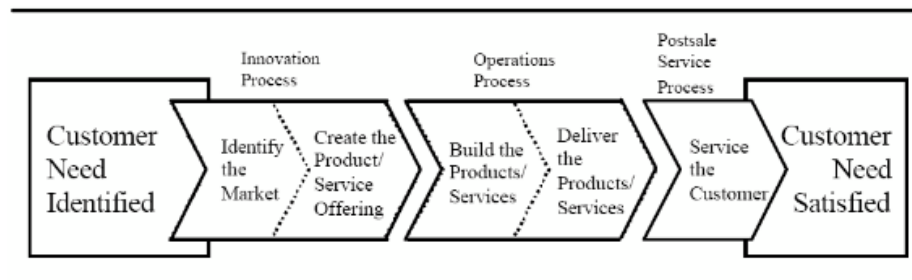 Innovation
Process
Operations
Process
Postsale
Service
Process
Customer
Need
Identified
Identify
the
Market
Create the
Product/
Service
Offering
Build the
Products/
Services
Deliver
the
Products/
Services
Service
the
Customer
Customer
Need
Satisfied